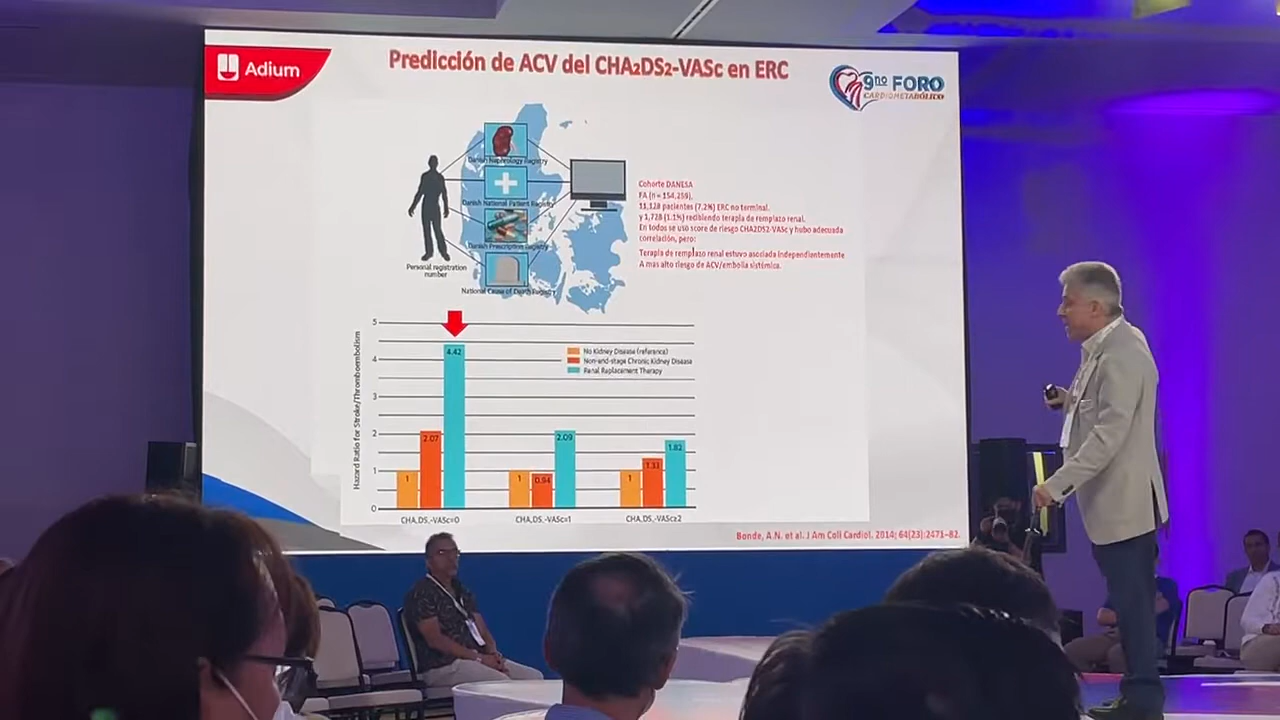 Adium
Predicción de ACV del CHA₂DS₂-VASc en ERC
9no FORO
CARDIOMETABÓLICO
Danish Nephrology Registry
Danish National Patient Registry
Danish Prescription Registry
National Cause of Death Registry
Personal registration
number
Cohorte DANESA
FA (n = 154,259),
11,128 pacientes (7,2%) ERC no terminal.
y 1,728 (1.1%) recibiendo terapia de remplazo renal.
En todos se uso score de riesgo CHA2DS2-VASc y hubo adecuada
correlación, pero:
Terapia de remplazo renal estuvo asociada independientemente
A mas alto riesgo de ACV/embolia sistémica.
Hazard Ratio for Stroke/Thromboembolism
5
4
3
2
1
0
No Kidney Disease (reference)
Non-end-stage Chronic Kidney Disease
Renal Replacement Therapy
1
2.07
4.42
1
0.94
2.09
1
1.82
CHA₂DS₂-VASc=0
CHA₂DS₂-VASc=1
CHA₂DS₂-VASc≥2
Bonde, A.N. et al. J Am Coll Cardiol. 2014; 64(23):2471–82.